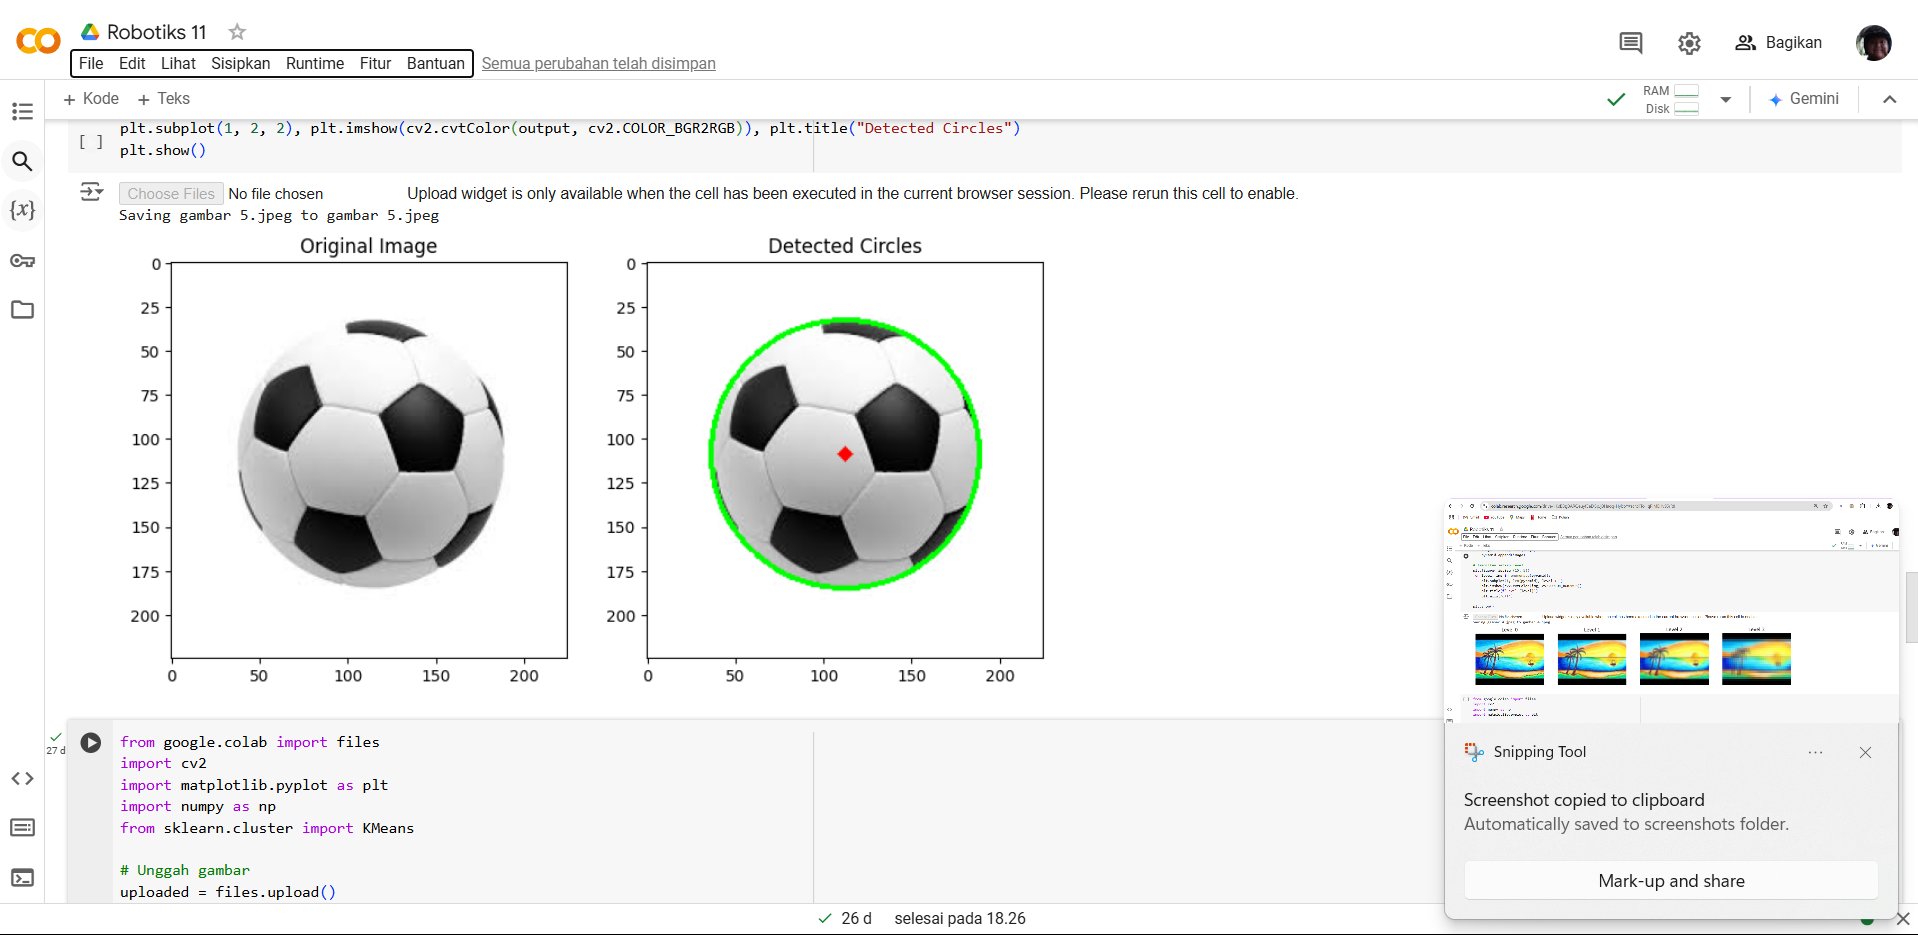 Robotiks 11
File Edit Lihat Sisipkan Runtime Fitur Bantuan Semua perubahan telah disimpan
Bagikan
+ Kode + Teks
RAM
Disk
Gemini
plt.subplot(1, 2, 2), plt.imshow(cv2.cvtColor(output, cv2.COLOR_BGR2RGB)), plt.title("Detected Circles")
[ ] plt.show()
{x}
Choose Files No file chosen Upload widget is only available when the cell has been executed in the current browser session. Please rerun this cell to enable.
Saving gambar 5.jpeg to gambar 5.jpeg
Original Image
0
25
50
75
100
125
150
175
200
0 50 100 150 200
Detected Circles
0
25
50
75
100
125
150
175
200
0 50 100 150 200
27 d
from google.colab import files
import cv2
import matplotlib.pyplot as plt
import numpy as np
from sklearn.cluster import KMeans
# Unggah gambar
uploaded = files.upload()
Snipping Tool
Screenshot copied to clipboard
Automatically saved to screenshots folder.
Mark-up and share
26 d selesai pada 18.26